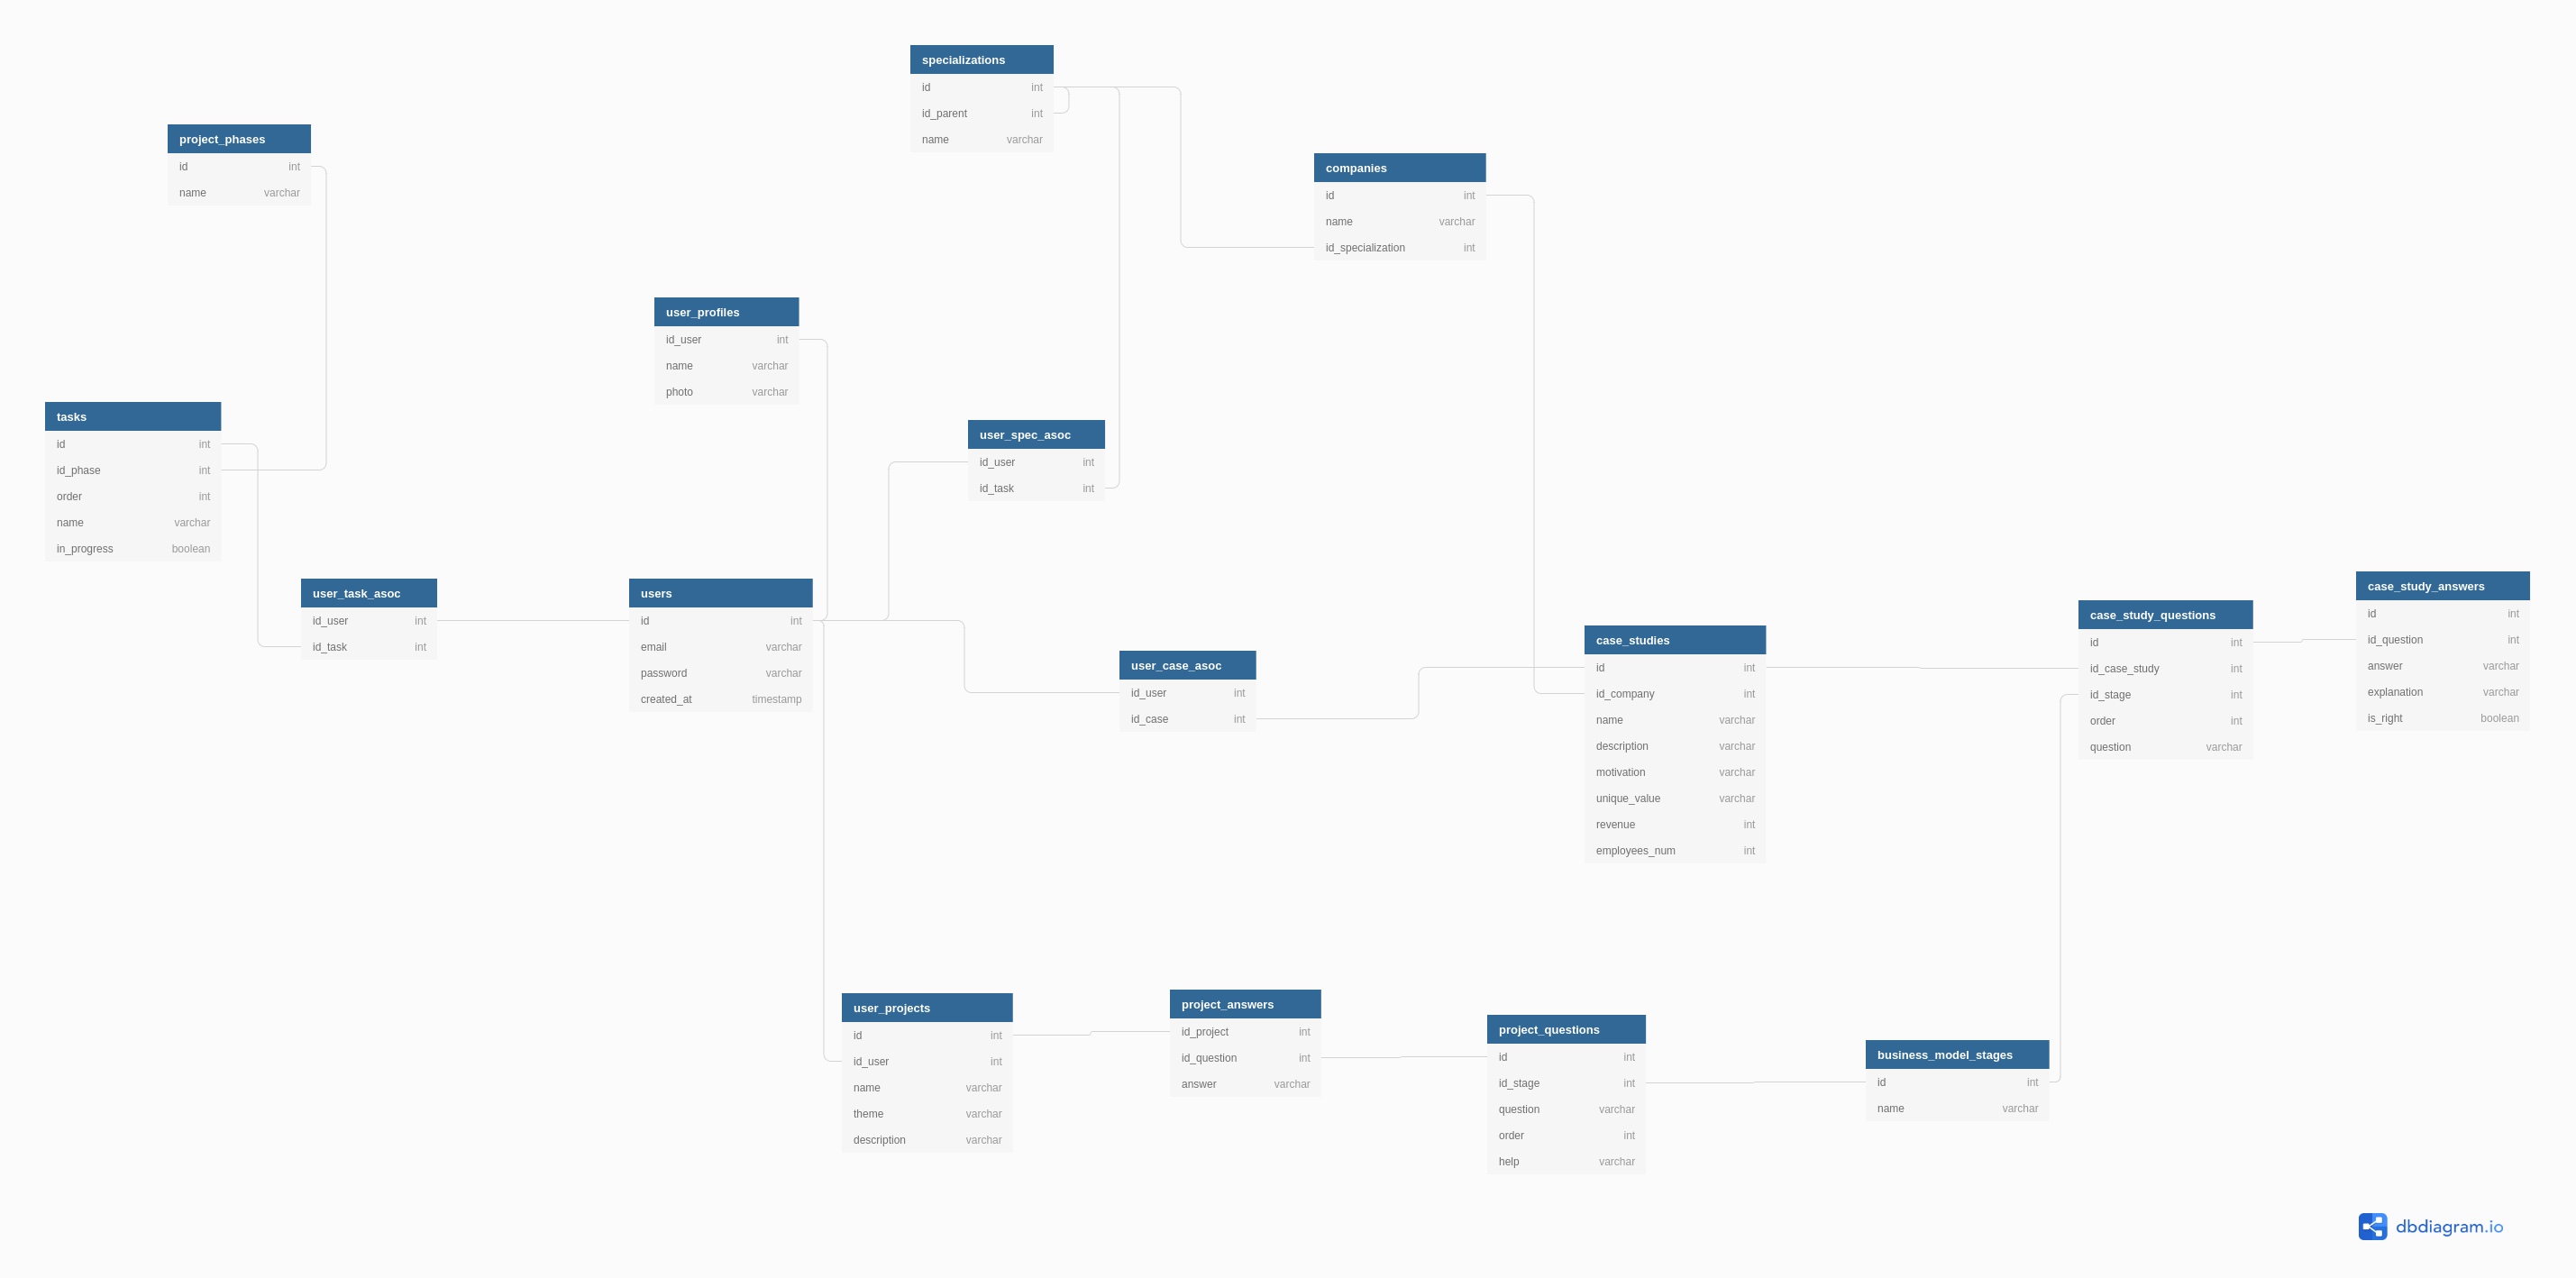 specializations
id int
id_parent int
name varchar
project_phases
id int
name varchar
companies
id int
name varchar
id_specialization int
user_profiles
id_user int
name varchar
photo varchar
tasks
id int
id_phase int
order int
name varchar
in_progress boolean
user_spec_asoc
id_user int
id_task int
user_task_asoc
id_user int
id_task int
users
id int
email varchar
password varchar
created_at timestamp
user_case_asoc
id_user int
id_case int
case_studies
id int
id_company int
name varchar
description varchar
motivation varchar
unique_value varchar
revenue int
employees_num int
case_study_questions
id int
id_case_study int
id_stage int
order int
question varchar
case_study_answers
id int
id_question int
answer varchar
explanation varchar
is_right boolean
user_projects
id int
id_user int
name varchar
theme varchar
description varchar
project_answers
id_project int
id_question int
answer varchar
project_questions
id int
id_stage int
question varchar
order int
help varchar
business_model_stages
id int
name varchar
dbdiagram.io